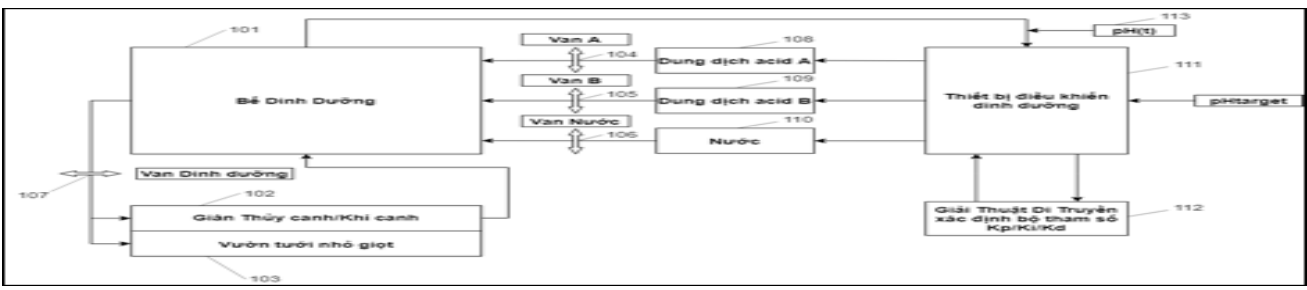 113
101
Van A
108
pH(t)
104
Dung dịch acid A
111
Van B
109
Bể Dinh Dưỡng
105
Dung dịch acid B
Thiết bị điều khiển
dinh dưỡng
pHtarget
Van Nước
110
106
Nước
Van Dinh dưỡng
107
102
Giàn Thủy canh/Khí canh
Giải Thuật Di Truyền
xác định bộ tham số
Kp/Ki/Kd
112
Vườn tưới nhỏ giọt
103